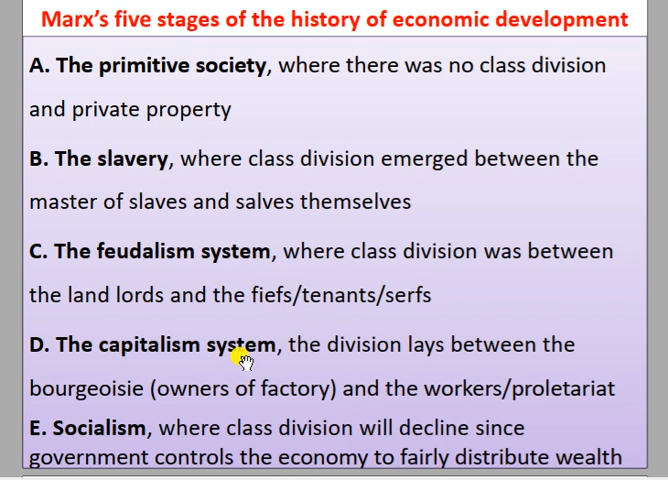 Marx's five stages of the history of economic development
A. The primitive society, where there was no class division
and private property
B. The slavery, where class division emerged between the
master of slaves and salves themselves
C. The feudalism system, where class division was between
the land lords and the fiefs/tenants/serfs
D. The capitalism system, the division lays between the
bourgeoisie (owners of factory) and the workers/proletariat
E. Socialism, where class division will decline since
government controls the economy to fairly distribute wealth